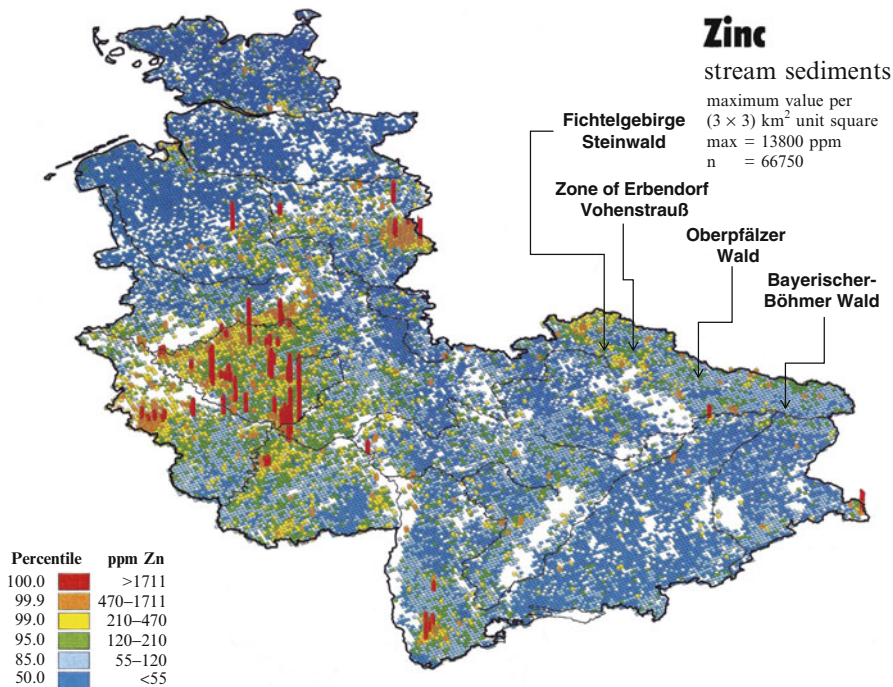 Zinc
stream sediments
maximum value per
(3 × 3) km² unit square
max = 13800 ppm
n = 66750
Fichtelgebirge
Steinwald
Zone of Erbendorf
Vohenstrauß
Oberpfälzer
Wald
Bayerischer-
Böhmer Wald
Percentile ppm Zn
100.0 >1711
99.9 470–1711
99.0 210–470
95.0 120–210
85.0 55–120
50.0 <55